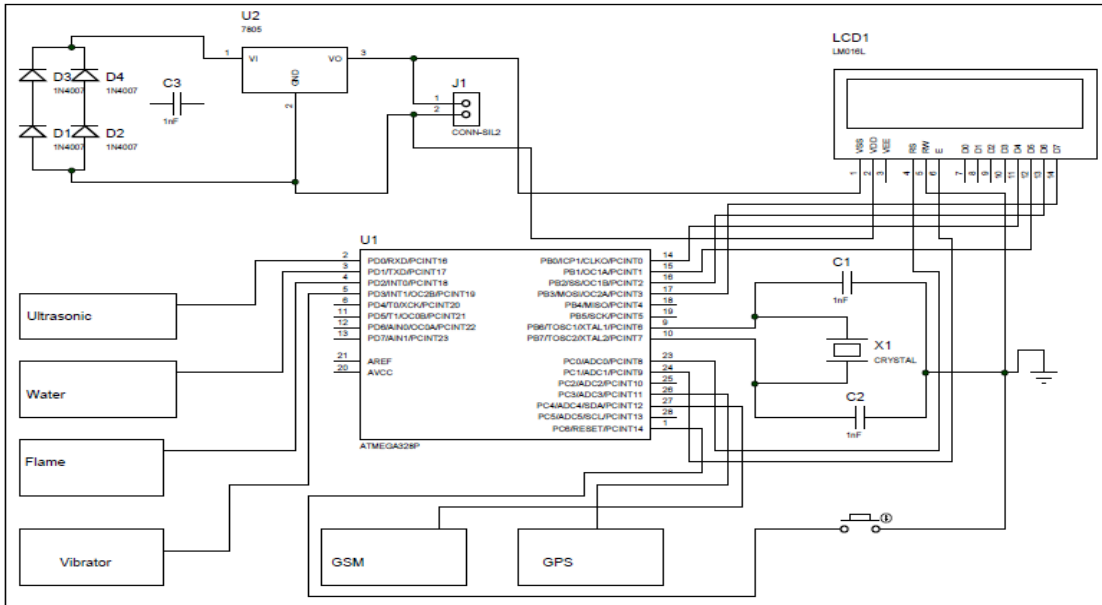 U2
7805
1
VI
VO
3
GND
2
D3
1N4007
D4
1N4007
C3
1nF
D1
1N4007
D2
1N4007
J1
1
2
CONN-SIL2
LCD1
LM016L
VSS
VDD
VEE
RS
RW
E
D0
D1
D2
D3
D4
D5
D6
D7
1
2
3
4
5
6
7
8
9
10
11
12
13
14
U1
2
PD0/RXD/PCINT16
3
PD1/TXD/PCINT17
4
PD2/INT0/PCINT18
5
PD3/INT1/OC2B/PCINT19
6
PD4/T0/XCK/PCINT20
11
PD5/T1/OC0B/PCINT21
12
PD6/AIN0/OC0A/PCINT22
13
PD7/AIN1/PCINT23
21
AREF
20
AVCC
PB0/ICP1/CLKO/PCINT0
14
PB1/OC1A/PCINT1
15
PB2/SS/OC1B/PCINT2
16
PB3/MOSI/OC2A/PCINT3
17
PB4/MISO/PCINT4
18
PB5/SCK/PCINT5
19
PB6/TOSC1/XTAL1/PCINT6
9
PB7/TOSC2/XTAL2/PCINT7
10
PC0/ADC0/PCINT8
23
PC1/ADC1/PCINT9
24
PC2/ADC2/PCINT10
25
PC3/ADC3/PCINT11
26
PC4/ADC4/SDA/PCINT12
27
PC5/ADC5/SCL/PCINT13
28
PC6/RESET/PCINT14
1
ATMEGA328P
C1
1nF
X1
CRYSTAL
C2
1nF
Ultrasonic
Water
Flame
Vibrator
GSM
GPS